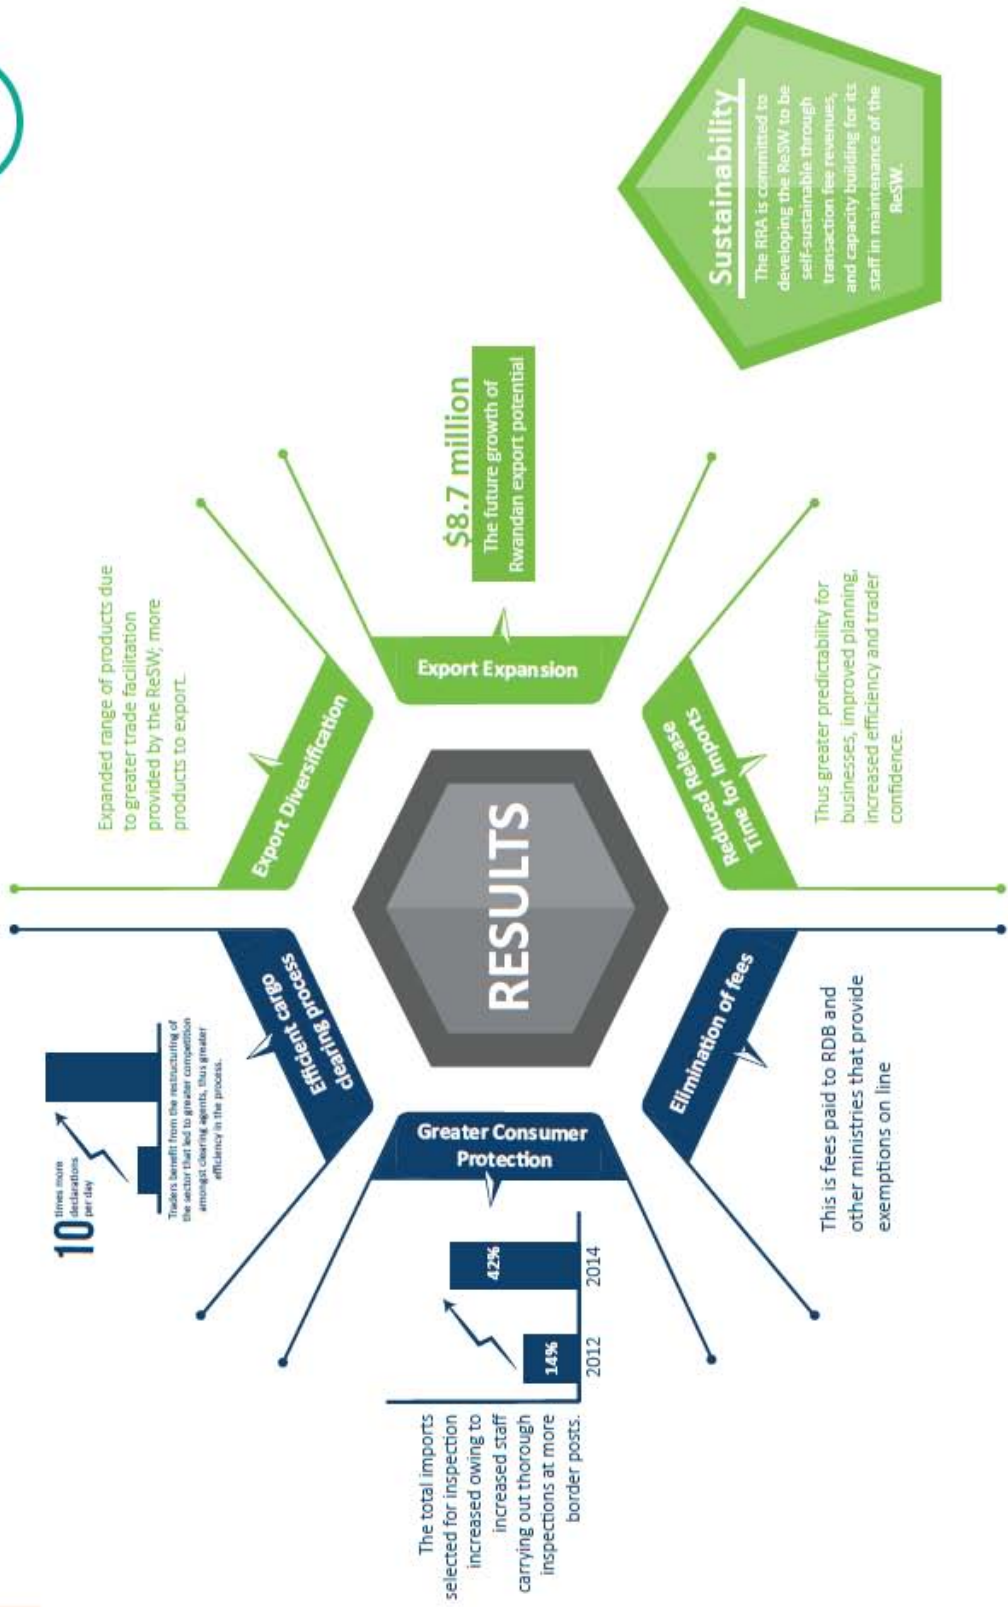 RESULTS
Efficient cargo
clearing process
10
times more
declarations
per day
Traders benefit from the restructuring of
the sector that led to greater competition
amongst clearing agents, thus greater
efficiency in the process.
Export Diversification
Expanded range of products due
to greater trade facilitation
provided by the ReSW; more
products to export.
Greater Consumer
Protection
The total imports
selected for inspection
increased owing to
increased staff
carrying out thorough
inspections at more
border posts.
14%
42%
2012
2014
Export Expansion
$8.7 million
The future growth of
Rwandan export potential
Elimination of fees
This is fees paid to RDB and
other ministries that provide
exemptions on line
Reduced Release
Time for Imports
Thus greater predictability for
businesses, improved planning,
increased efficiency and trader
confidence.
Sustainability
The RRA is committed to
developing the ReSW to be
self-sustainable through
transaction fee revenues,
and capacity building for its
staff in maintenance of the
ReSW.